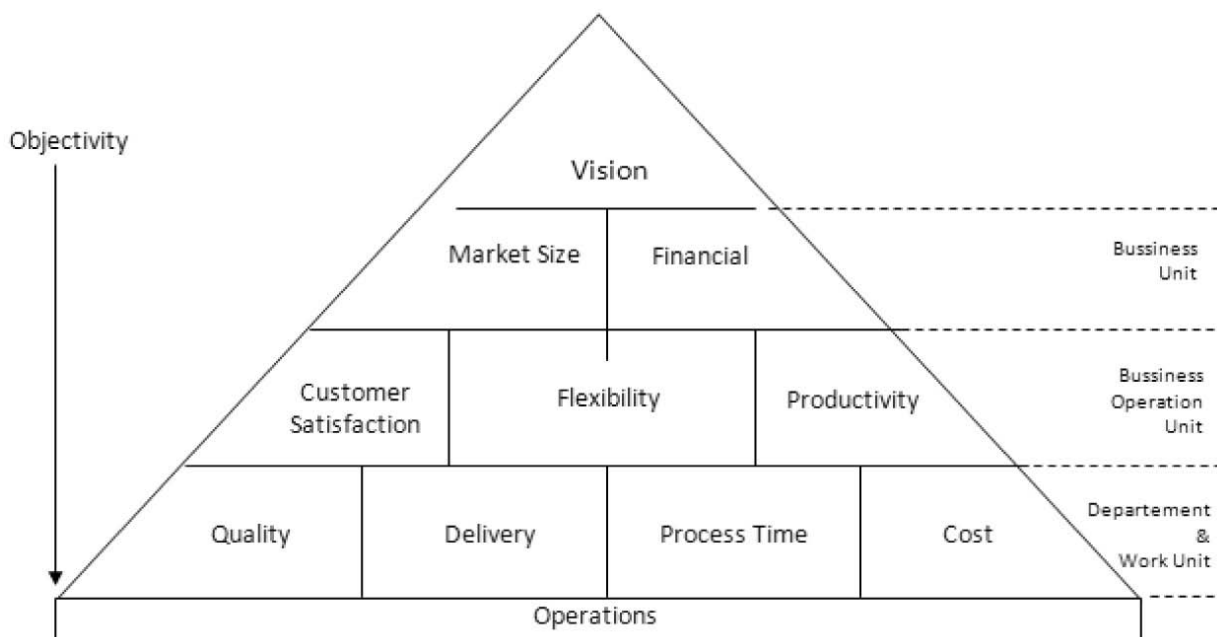 Objectivity
Vision
Market Size
Financial
Bussiness
Unit
Customer
Satisfaction
Flexibility
Productivity
Bussiness
Operation
Unit
Quality
Delivery
Process Time
Cost
Departement
&
Work Unit
Operations